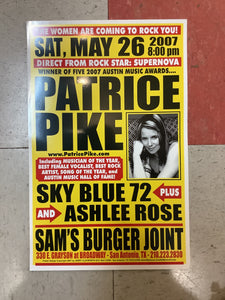 THE WOMEN ARE COMING TO ROCK YOU!
SAT, MAY 26 2007
8:00 pm
DIRECT FROM ROCK STAR: SUPERNOVA
WINNER OF FIVE 2007 AUSTIN MUSIC AWARDS....
PATRICE
PIKE
www.PatricePike.com
Including MUSICIAN OF THE YEAR,
BEST FEMALE VOCALIST, BEST ROCK
ARTIST, SONG OF THE YEAR, and
AUSTIN MUSIC HALL OF FAME!
SKY BLUE 72 PLUS
AND ASHLEE ROSE
SAM'S BURGER JOINT
330 E. GRAYSON at BROADWAY - San Antonio, TX - 210.223.2830